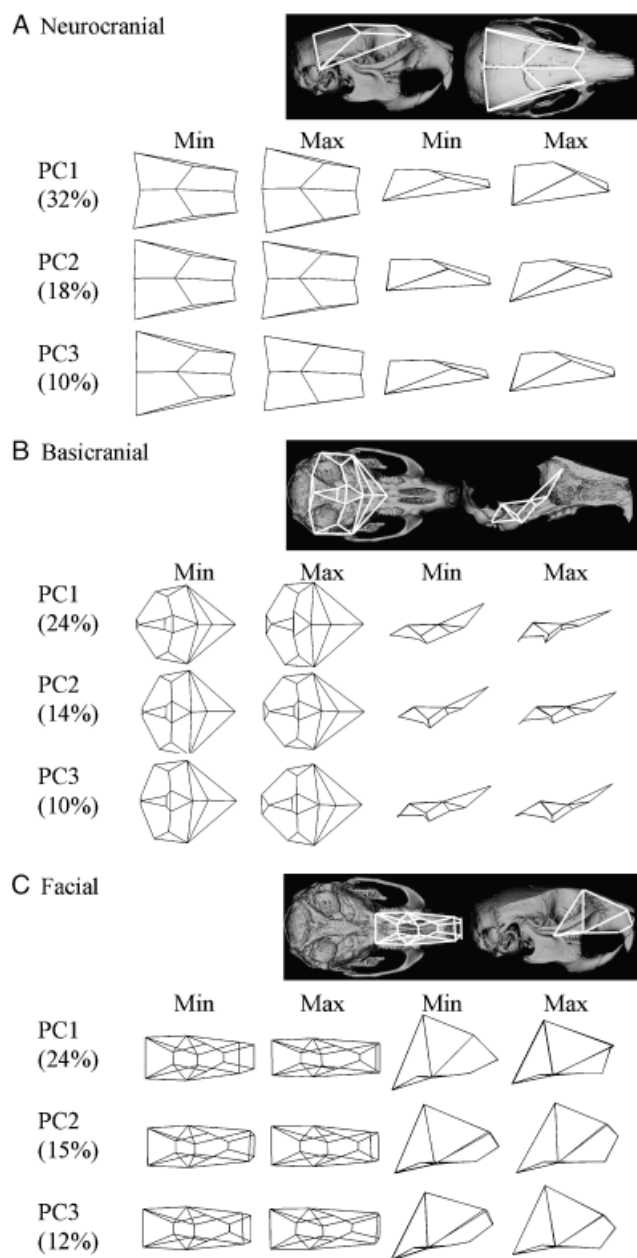 A Neurocranial
Min Max Min Max
PC1
(32%)
PC2
(18%)
PC3
(10%)
B Basicranial
Min Max Min Max
PC1
(24%)
PC2
(14%)
PC3
(10%)
C Facial
Min Max Min Max
PC1
(24%)
PC2
(15%)
PC3
(12%)